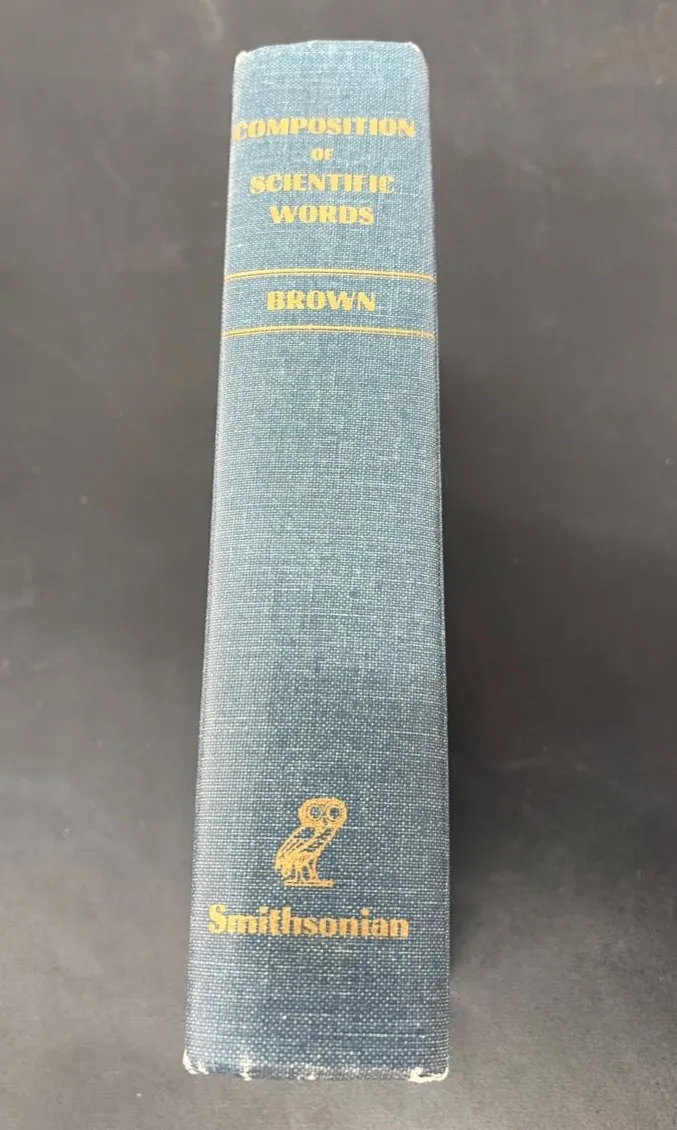 COMPOSITION
OF
SCIENTIFIC
WORDS
BROWN
Smithsonian